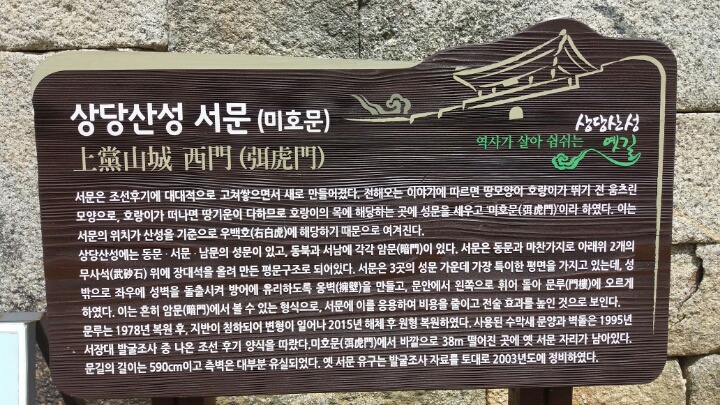 상당산성 서문 (미호문)
上黨山城 西門 (弭虎門)
상당산성
역사가 살아 숨쉬는 옛길
서문은 조선후기에 대대적으로 고쳐쌓으면서 새로 만들어졌다. 전해오는 이야기에 따르면 땅모양이 호랑이가 뛰기 전 움츠린
모양으로, 호랑이가 떠나면 땅기운이 다하므로 호랑이의 목에 해당하는 곳에 성문을 세우고 '미호문(弭虎門)'이라 하였다. 이는
서문의 위치가 산성을 기준으로 우백호(右白虎)에 해당하기 때문으로 여겨진다.
상당산성에는 동문·서문·남문의 성문이 있고, 동북과 서남에 각각 암문(暗門)이 있다. 서문은 동문과 마찬가지로 아래위 2개의
무사석(武砂石) 위에 장대석을 올려 만든 평문구조로 되어있다. 서문은 3곳의 성문 가운데 가장 특이한 평면을 가지고 있는데, 성
밖으로 좌우에 성벽을 돌출시켜 방어에 유리하도록 옹벽(擁壁)을 만들고, 문안에서 왼쪽으로 휘어 돌아 문루(門樓)에 오르게
하였다. 이는 흔히 암문(暗門)에서 볼 수 있는 형식으로, 서문에 이를 응용하여 비용을 줄이고 전술 효과를 높인 것으로 보인다.
문루는 1978년 복원 후, 지반이 침하되어 변형이 일어나 2015년 해체 후 원형 복원하였다. 사용된 수막새 문양과 벽돌은 1995년
서장대 발굴조사 중 나온 조선 후기 양식을 따랐다.미호문(弭虎門)에서 바깥으로 38m 떨어진 곳에 옛 서문 자리가 남아있다.
문길의 길이는 590cm이고 측벽은 대부분 유실되었다. 옛 서문 유구는 발굴조사 자료를 토대로 2003년도에 정비하였다.